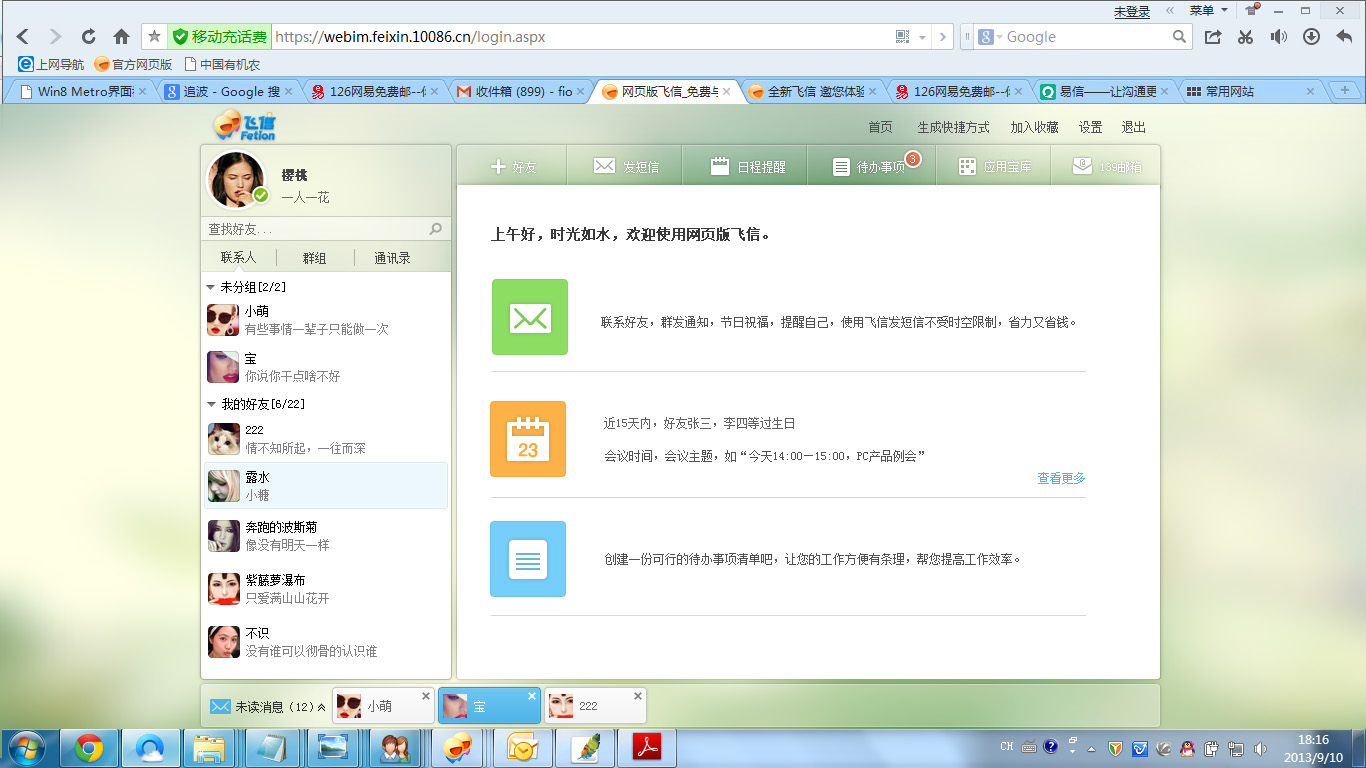 未登录
菜单
移动充话费
https://webim.feixin.10086.cn/login.aspx
Google
上网导航
官方网页版
中国有机农
Win8 Metro界面
追波 - Google 搜
126网易免费邮--
收件箱 (899) - fio
网页版飞信_免费
全新飞信 邀您体验
126网易免费邮--
易信——让沟通更
常用网站
飞信
Fetion
首页
生成快捷方式
加入收藏
设置
退出
樱桃
一人一花
查找好友...
联系人
群组
通讯录
未分组[2/2]
小萌
有些事情一辈子只能做一次
宝
你说你干点啥不好
我的好友[6/22]
222
情不知所起，一往而深
露水
小糖
奔跑的波斯菊
像没有明天一样
紫藤萝瀑布
只爱满山山花开
不识
没有谁可以彻骨的认识谁
好友
发短信
日程提醒
待办事项
3
应用宝库
139邮箱
上午好，时光如水，欢迎使用网页版飞信。
联系好友，群发通知，节日祝福，提醒自己，使用飞信发短信不受时空限制，省力又省钱。
23
近15天内，好友张三，李四等过生日
会议时间，会议主题，如“今天14:00—15:00，PC产品例会”
查看更多
创建一份可行的待办事项清单吧，让您的工作方便有条理，帮您提高工作效率。
未读消息（12）
小萌
宝
222
CH
18:16
2013/9/10